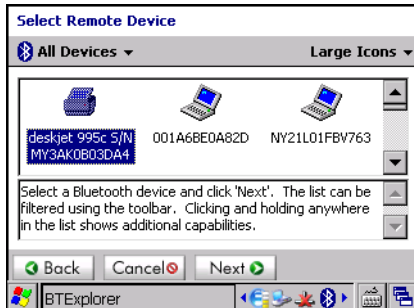 Select Remote Device
All Devices
Large Icons
deskjet 995c S/N MY3AK0B03DA4
001A6BE0A82D
NY21L01FBV763
Select a Bluetooth device and click 'Next'. The list can be
filtered using the toolbar. Clicking and holding anywhere
in the list shows additional capabilities.
Back
Cancel
Next
BTExplorer